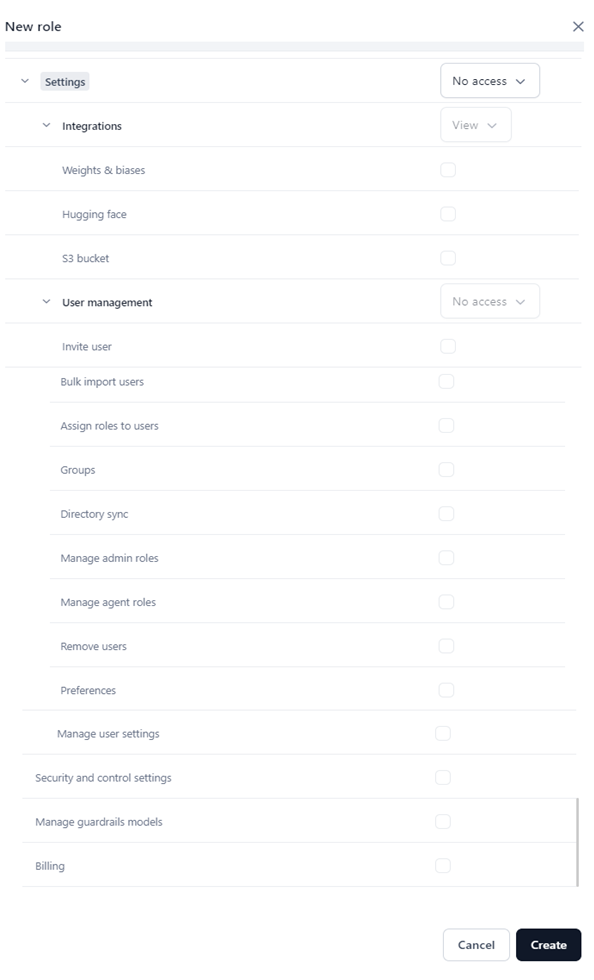 New role
Settings No access
Integrations View
Weights & biases
Hugging face
S3 bucket
User management No access
Invite user
Bulk import users
Assign roles to users
Groups
Directory sync
Manage admin roles
Manage agent roles
Remove users
Preferences
Manage user settings
Security and control settings
Manage guardrails models
Billing
Cancel Create